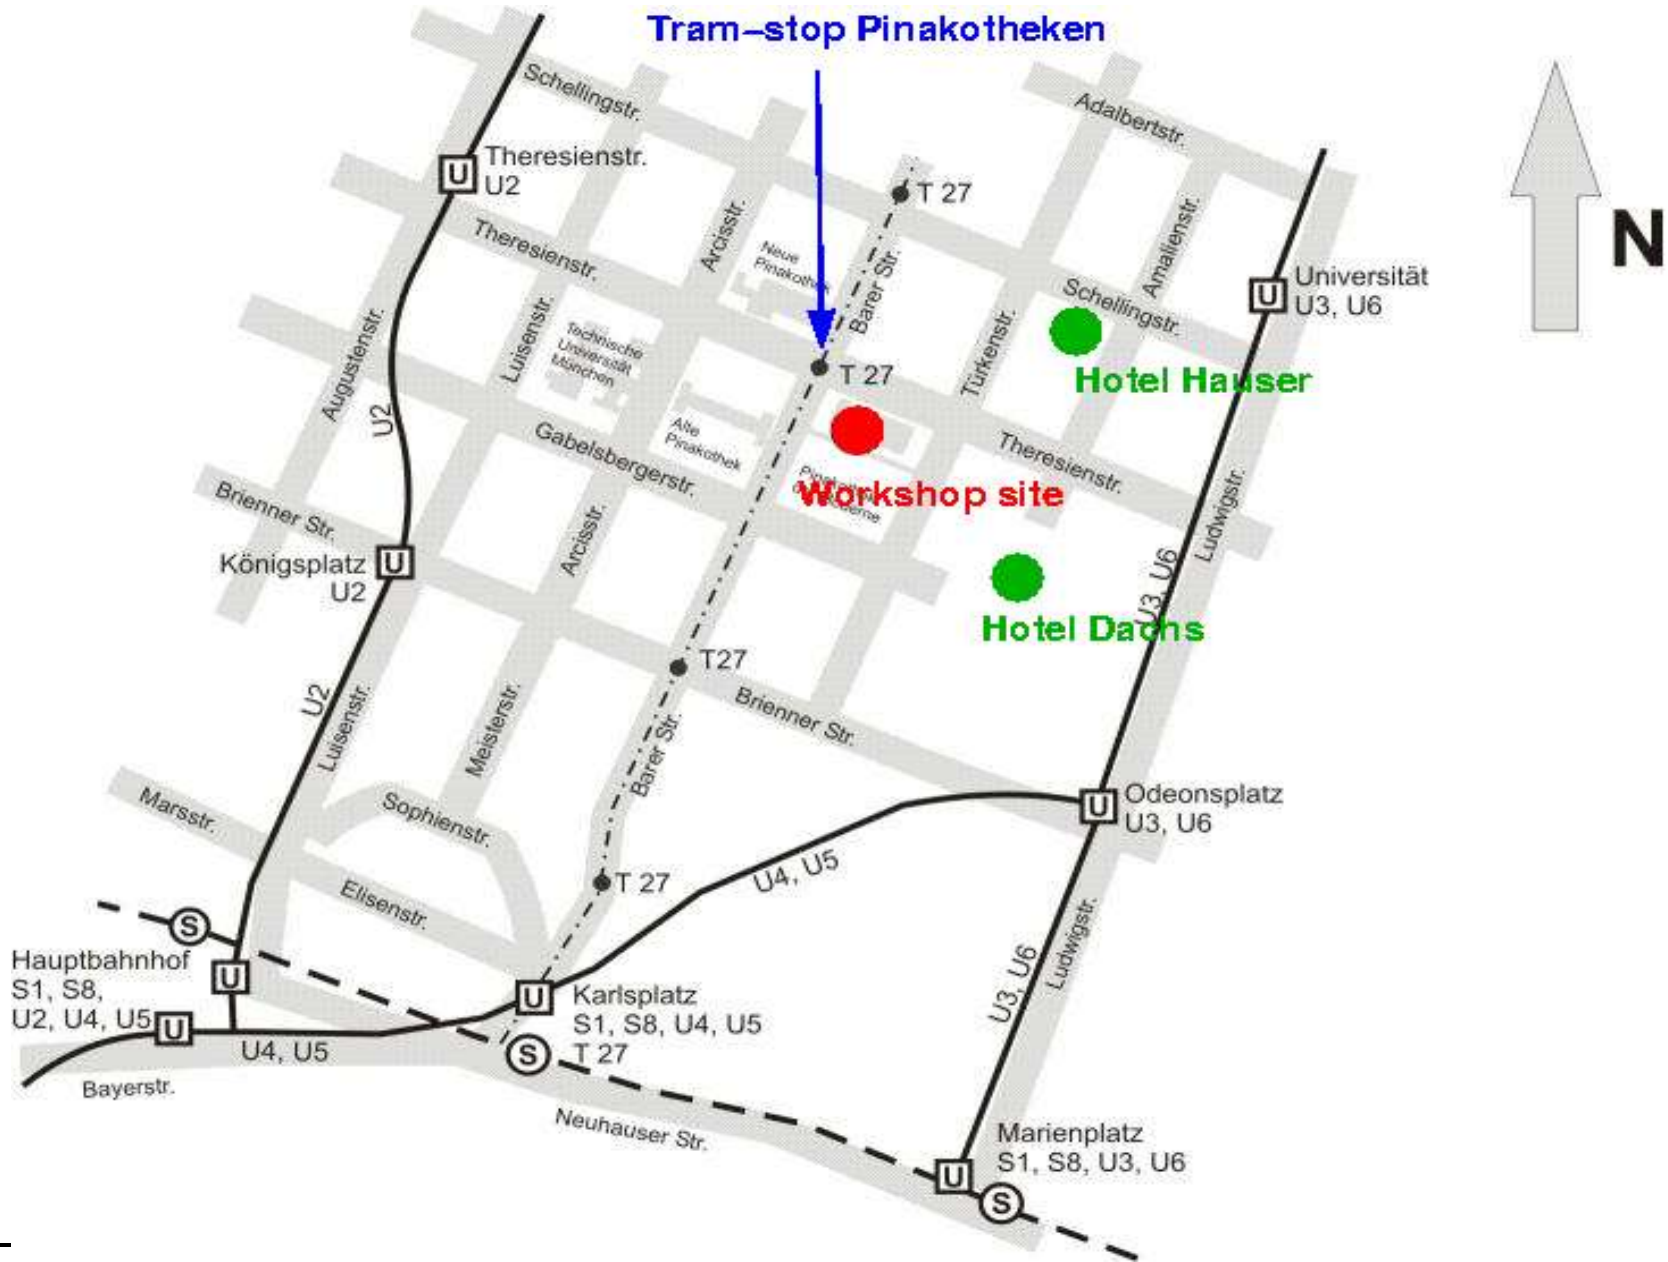 Tram–stop Pinakotheken
Schellingstr.
Adalbertstr.
U
Theresienstr.
U2
T 27
N
Arcisstr.
Amalienstr.
Theresienstr.
Neue
Pinakothek
Barer Str.
Schellingstr.
U
Universität
U3, U6
Augustenstr.
Luisenstr.
Technische
Universität
München
Türkenstr.
T 27
Hotel Hauser
U2
Alte
Pinakothek
Gabelsbergerstr.
Theresienstr.
Pinakothek
Workshop site
Brienner Str.
Arcisstr.
Ludwigstr.
Königsplatz
U2
U
U3, U6
Hotel Dachs
T27
U2
Luisenstr.
Meisterstr.
Barer Str.
Brienner Str.
Marsstr.
Sophienstr.
U
Odeonsplatz
U3, U6
U4, U5
T 27
Elisenstr.
S
Ludwigstr.
Hauptbahnhof
S1, S8,
U2, U4, U5
U
U
U3, U6
U
Karlsplatz
S1, S8, U4, U5
T 27
S
U4, U5
Bayerstr.
Neuhauser Str.
Marienplatz
S1, S8, U3, U6
U
S